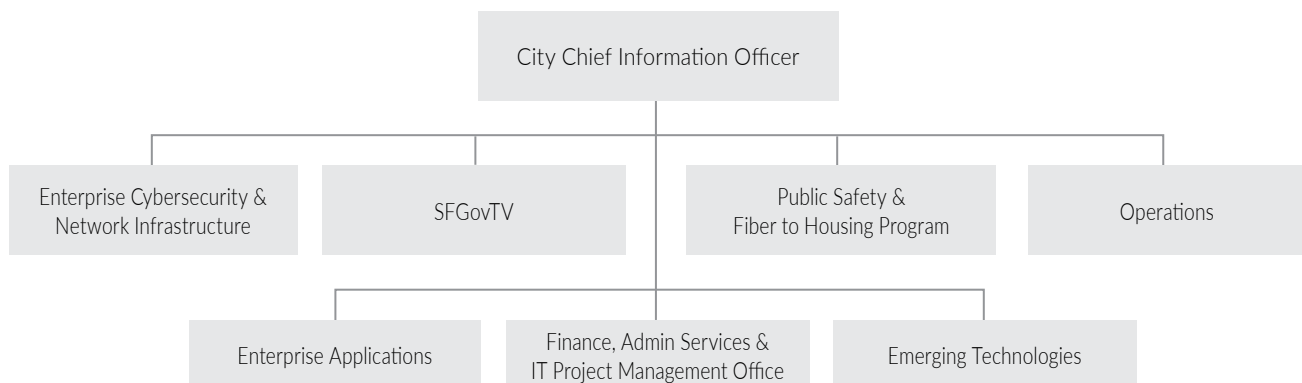 City Chief Information Officer
Enterprise Cybersecurity &
Network Infrastructure
SFGovTV
Public Safety &
Fiber to Housing Program
Operations
Enterprise Applications
Finance, Admin Services &
IT Project Management Office
Emerging Technologies